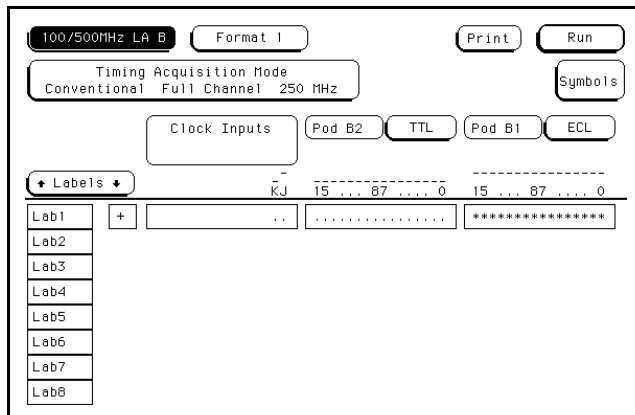 100/500MHz LA B   Format 1   Print   Run
Timing Acquisition Mode
Conventional   Full Channel   250 MHz
Symbols
Clock Inputs   Pod B2   TTL   Pod B1   ECL
↑ Labels ↓   KJ   15 ... 87 .... 0   15 ... 87 .... 0
Lab1   +   ..   ................   ****************
Lab2
Lab3
Lab4
Lab5
Lab6
Lab7
Lab8